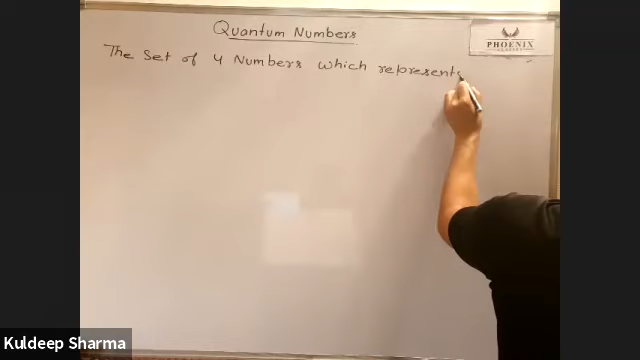 Quantum Numbers
PHOENIX
The Set of 4 Numbers which represents
Kuldeep Sharma